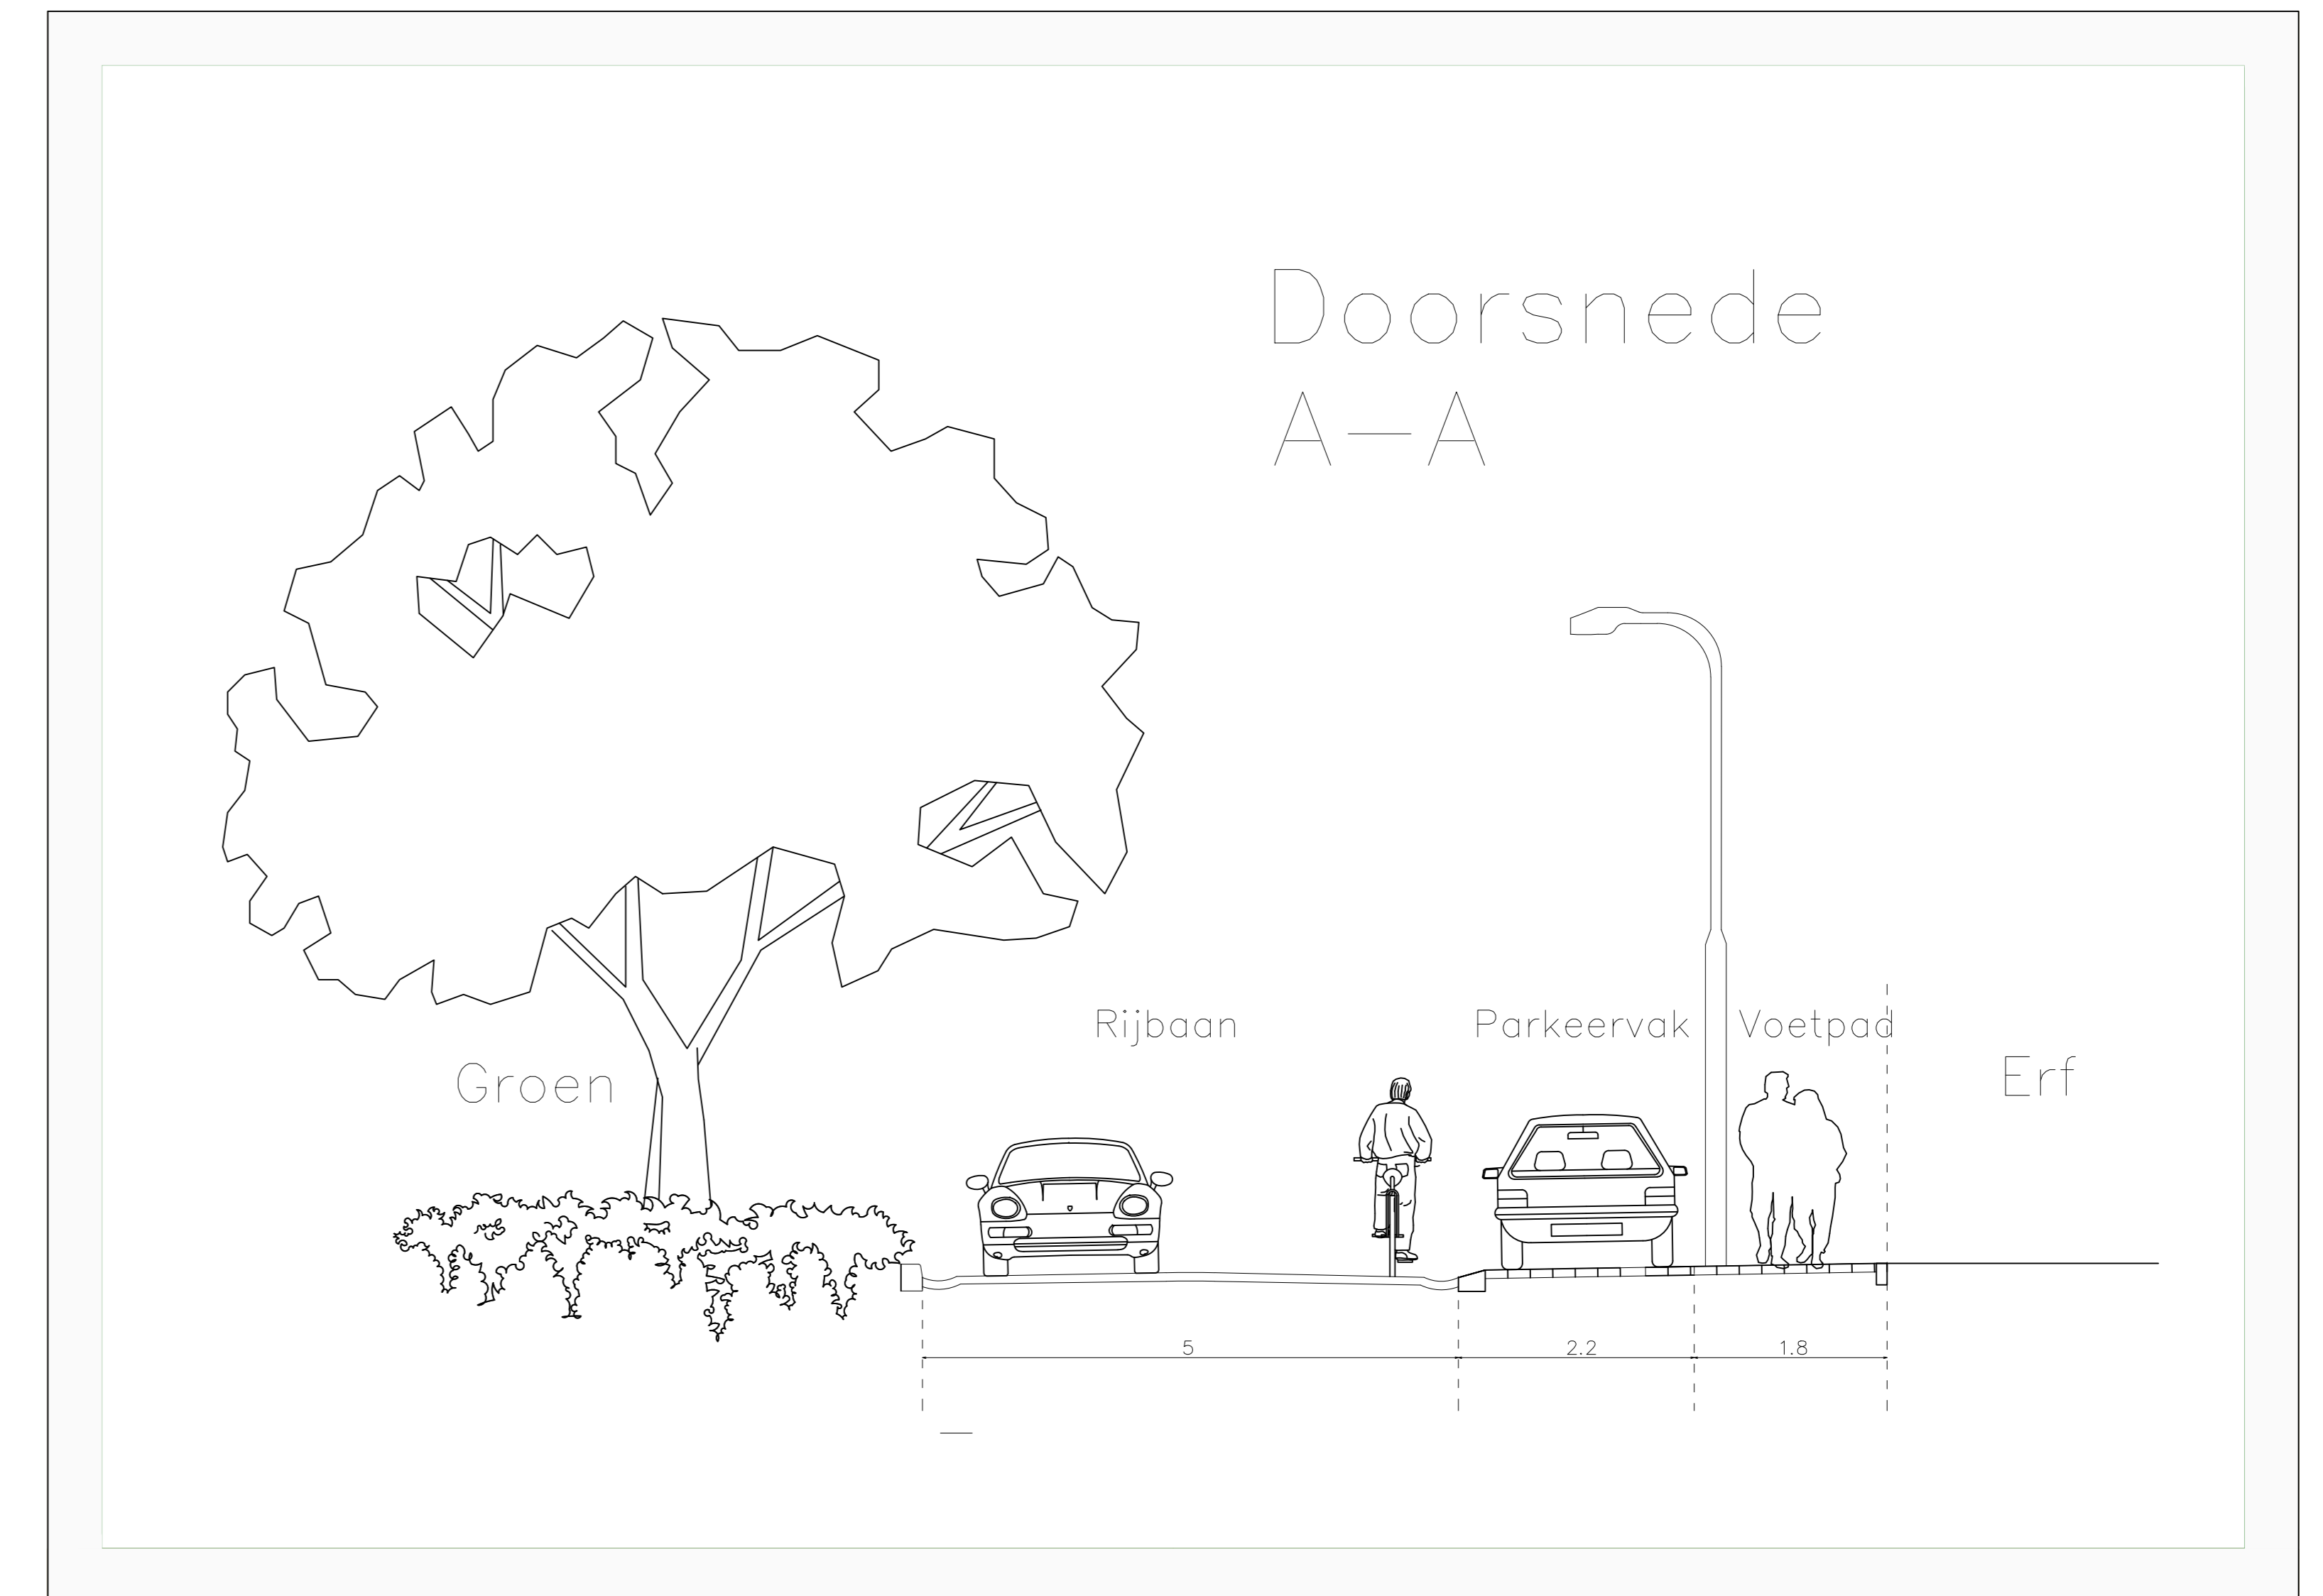 Doorsnede
A—A
Rijbaan
Parkeervak
Voetpad
Groen
Erf
5
2.2
1.8